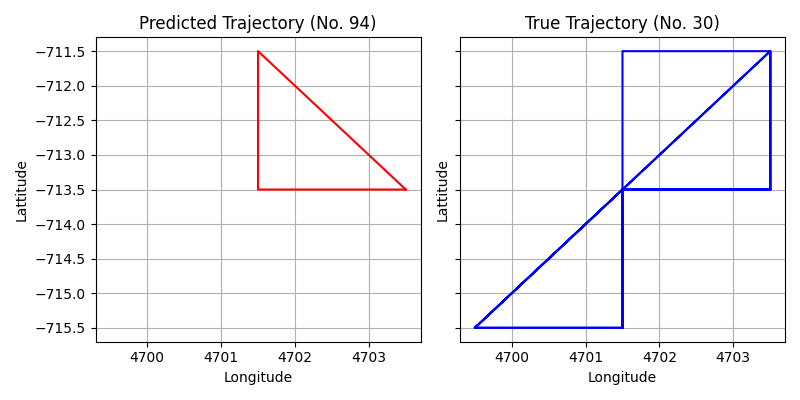 Predicted Trajectory (No. 94)
True Trajectory (No. 30)
Lattitude
−711.5
−712.0
−712.5
−713.0
−713.5
−714.0
−714.5
−715.0
−715.5
4700
4701
4702
4703
Longitude
Lattitude
4700
4701
4702
4703
Longitude